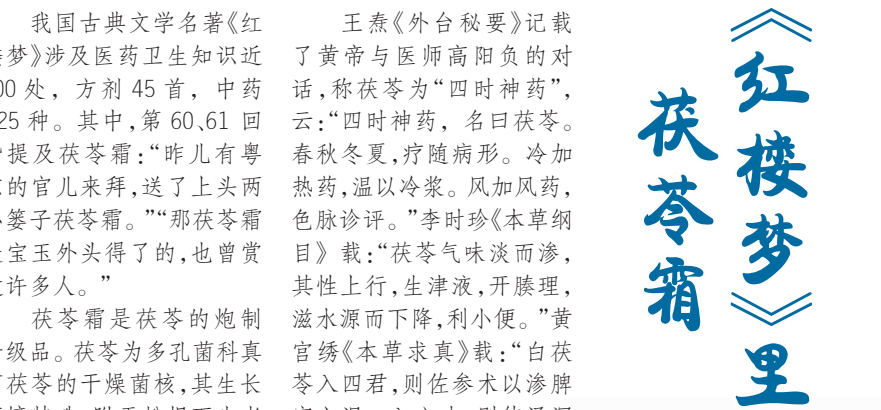 《红楼梦》里
茯苓霜
我国古典文学名著《红
梦》涉及医药卫生知识近
00 处，方剂 45 首，中药
25 种。其中，第 60、61 回
提及茯苓霜：“昨儿有粤
的官儿来拜，送了上头两
篓子茯苓霜。”“那茯苓霜
宝玉外头得了的，也曾赏
许多人。”
茯苓霜是茯苓的炮制
级品。茯苓为多孔菌科真
茯苓的干燥菌核，其生长
王焘《外台秘要》记载
了黄帝与医师高阳负的对
话，称茯苓为“四时神药”，
云：“四时神药，名曰茯苓。
春秋冬夏，疗随病形。冷加
热药，温以冷浆。风加风药，
色脉诊评。”李时珍《本草纲
目》载：“茯苓气味淡而渗，
其性上行，生津液，开腠理，
滋水源而下降，利小便。”黄
宫绣《本草求真》载：“白茯
苓入四君，则佐参术以渗脾